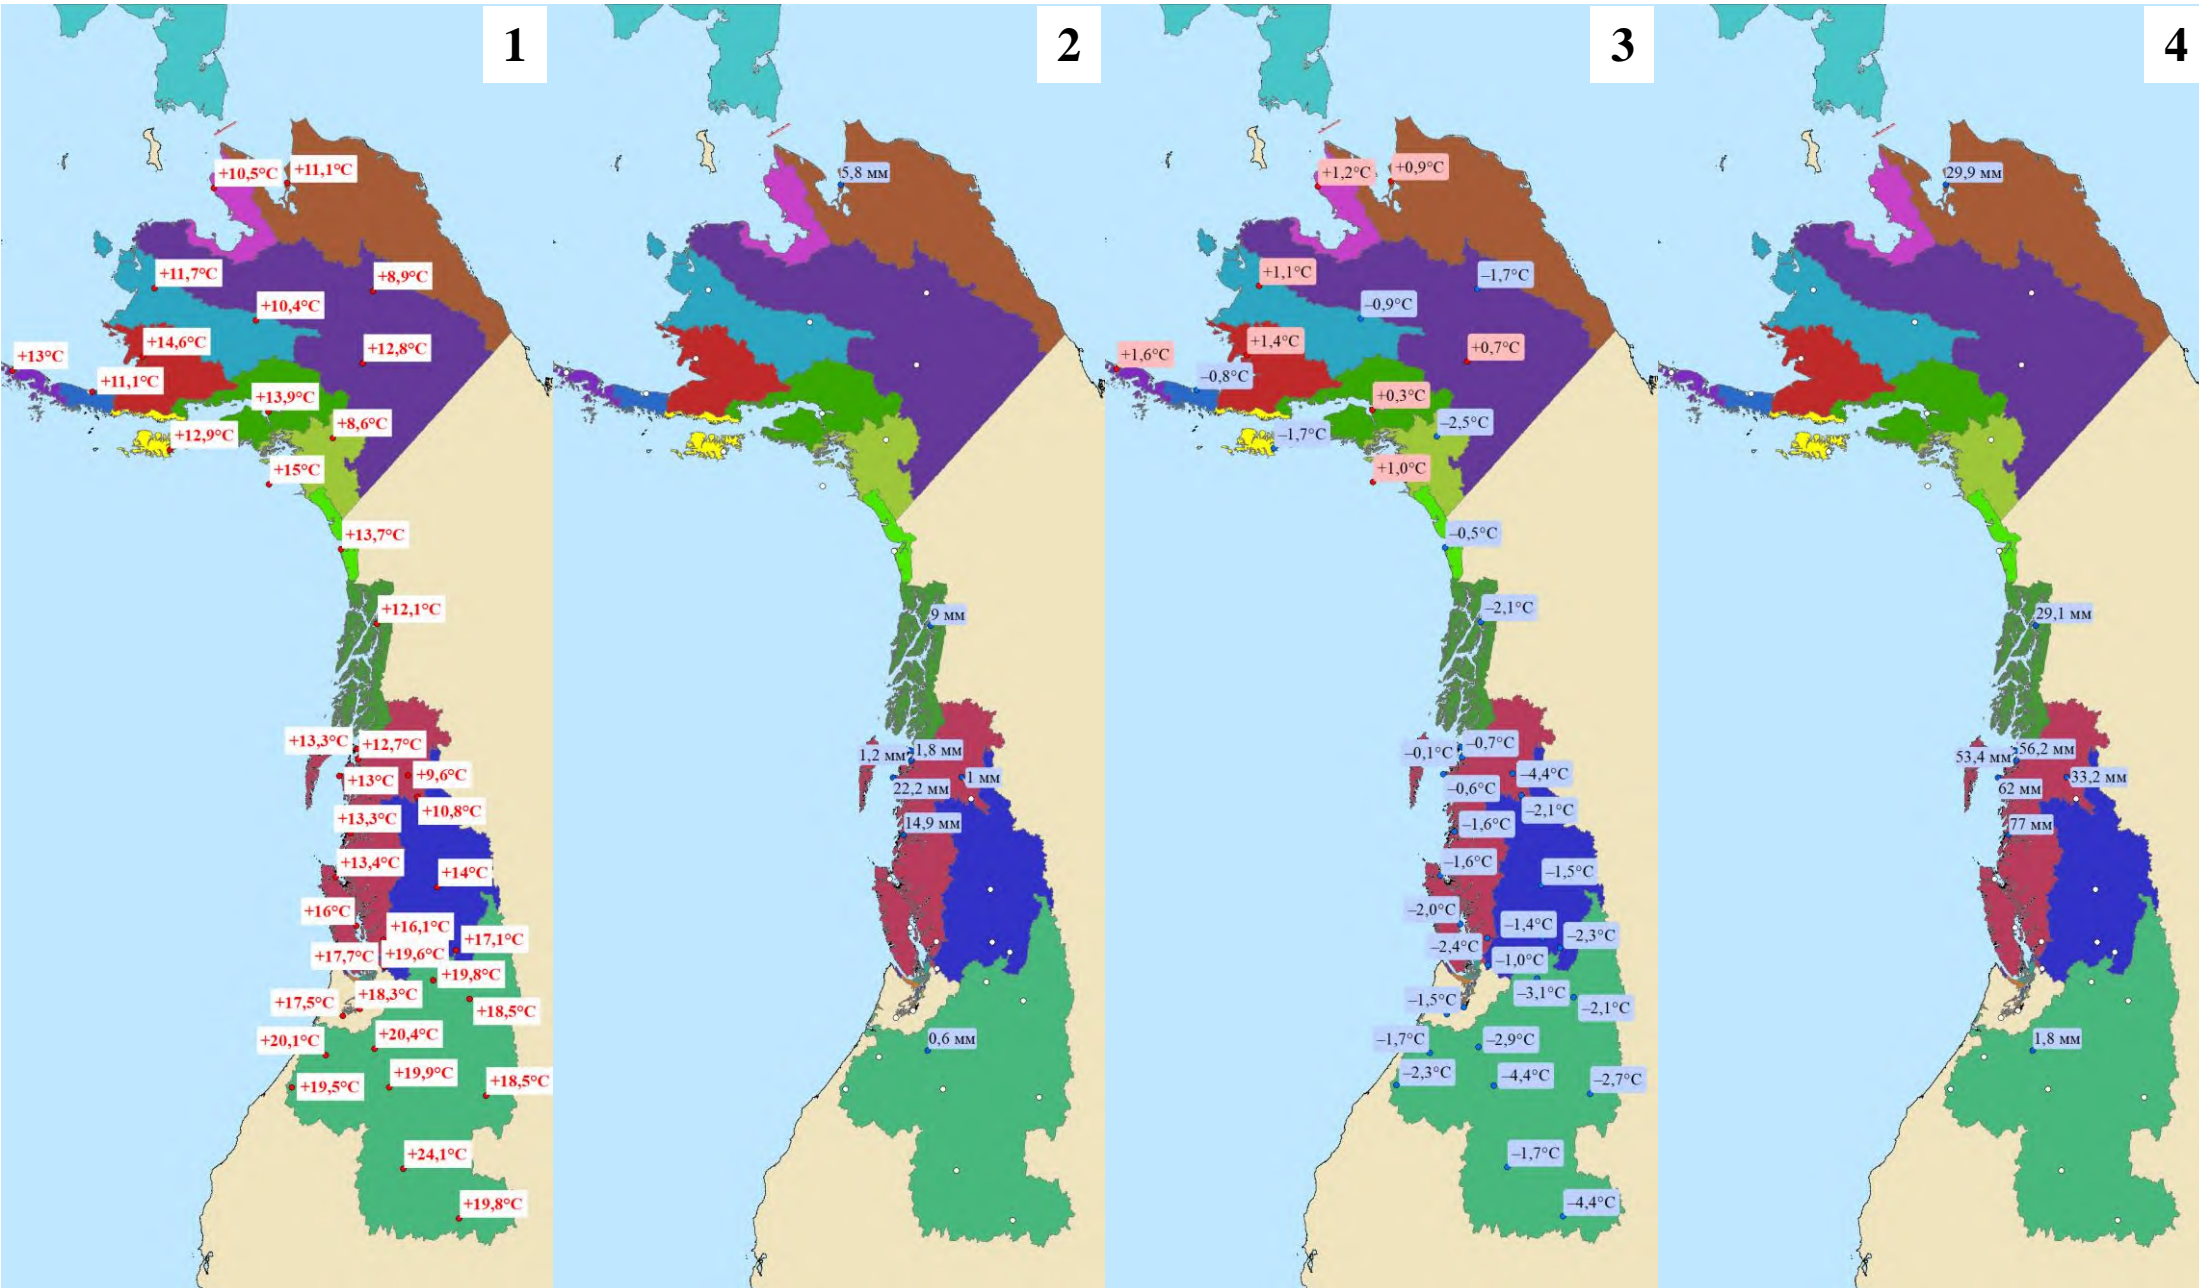 1
+10,5°C
+11,1°C
+11,7°C
+8,9°C
+10,4°C
+14,6°C
+12,8°C
+13°C
+11,1°C
+13,9°C
+12,9°C
+8,6°C
+15°C
+13,7°C
+12,1°C
+13,3°C
+12,7°C
+13°C
+9,6°C
+10,8°C
+13,3°C
+13,4°C
+14°C
+16°C
+16,1°C
+17,1°C
+17,7°C
+19,6°C
+19,8°C
+18,3°C
+17,5°C
+18,5°C
+20,1°C
+20,4°C
+19,5°C
+19,9°C
+18,5°C
+24,1°C
+19,8°C
2
5,8 мм
9 мм
1,2 мм
1,8 мм
1 мм
22,2 мм
14,9 мм
0,6 мм
3
+1,2°C
+0,9°C
+1,1°C
–1,7°C
–0,9°C
+1,4°C
+0,7°C
+1,6°C
–0,8°C
+0,3°C
–1,7°C
–2,5°C
+1,0°C
–0,5°C
–2,1°C
–0,1°C
–0,7°C
–4,4°C
–0,6°C
–2,1°C
–1,6°C
–1,6°C
–1,5°C
–2,0°C
–1,4°C
–2,3°C
–2,4°C
–1,0°C
–3,1°C
–1,5°C
–2,1°C
–1,7°C
–2,9°C
–2,3°C
–4,4°C
–2,7°C
–1,7°C
–4,4°C
4
29,9 мм
29,1 мм
53,4 мм
56,2 мм
33,2 мм
62 мм
77 мм
1,8 мм